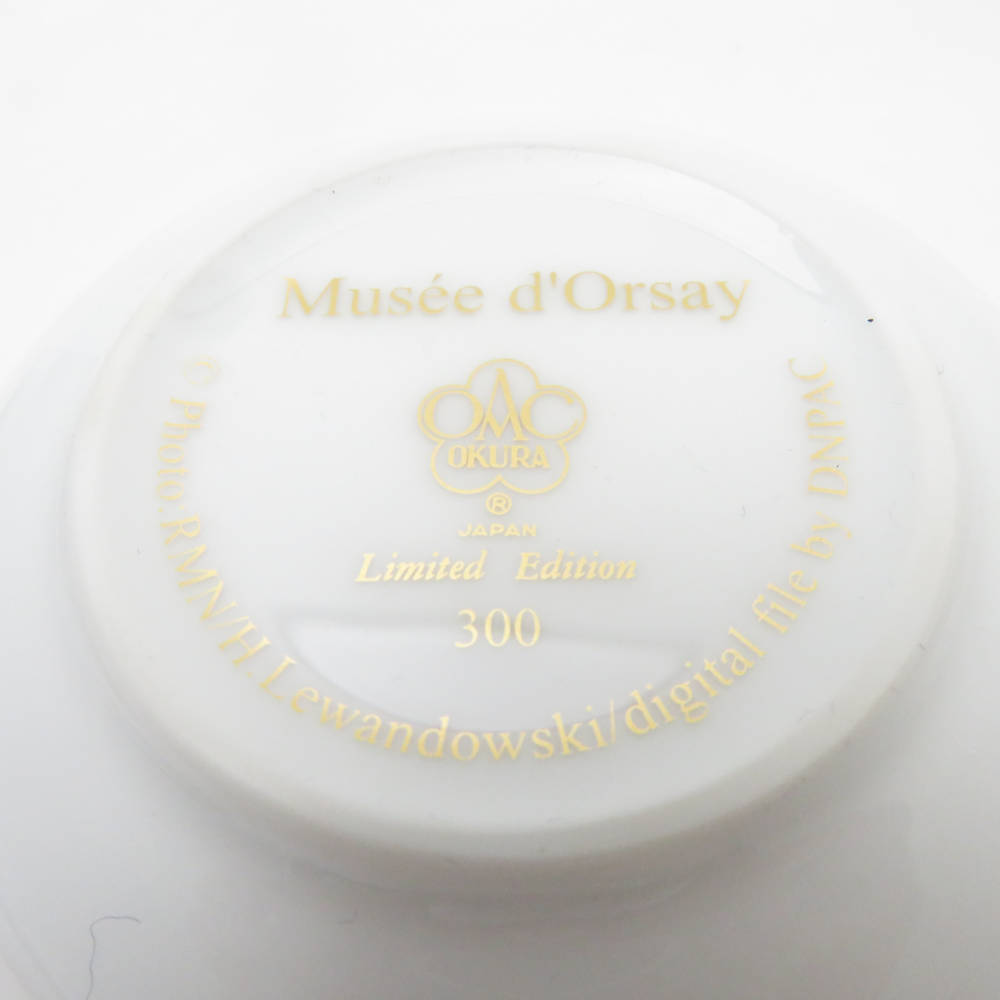 Musée d'Orsay
OAC
OKURA
®
JAPAN
Limited Edition
300
© Photo:RMN/H.Lewandowski/digital file by DNPAC